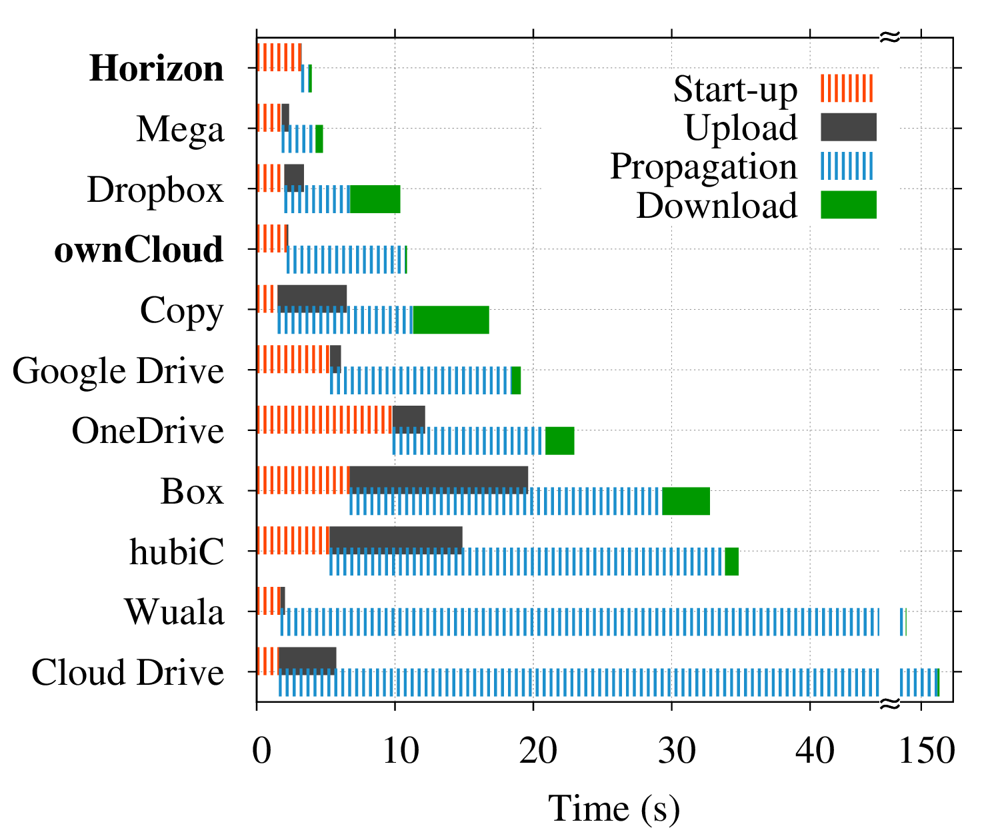 Horizon
Mega
Dropbox
ownCloud
Copy
Google Drive
OneDrive
Box
hubiC
Wuala
Cloud Drive
Start-up
Upload
Propagation
Download
≈
≈
0 10 20 30 40 150
Time (s)